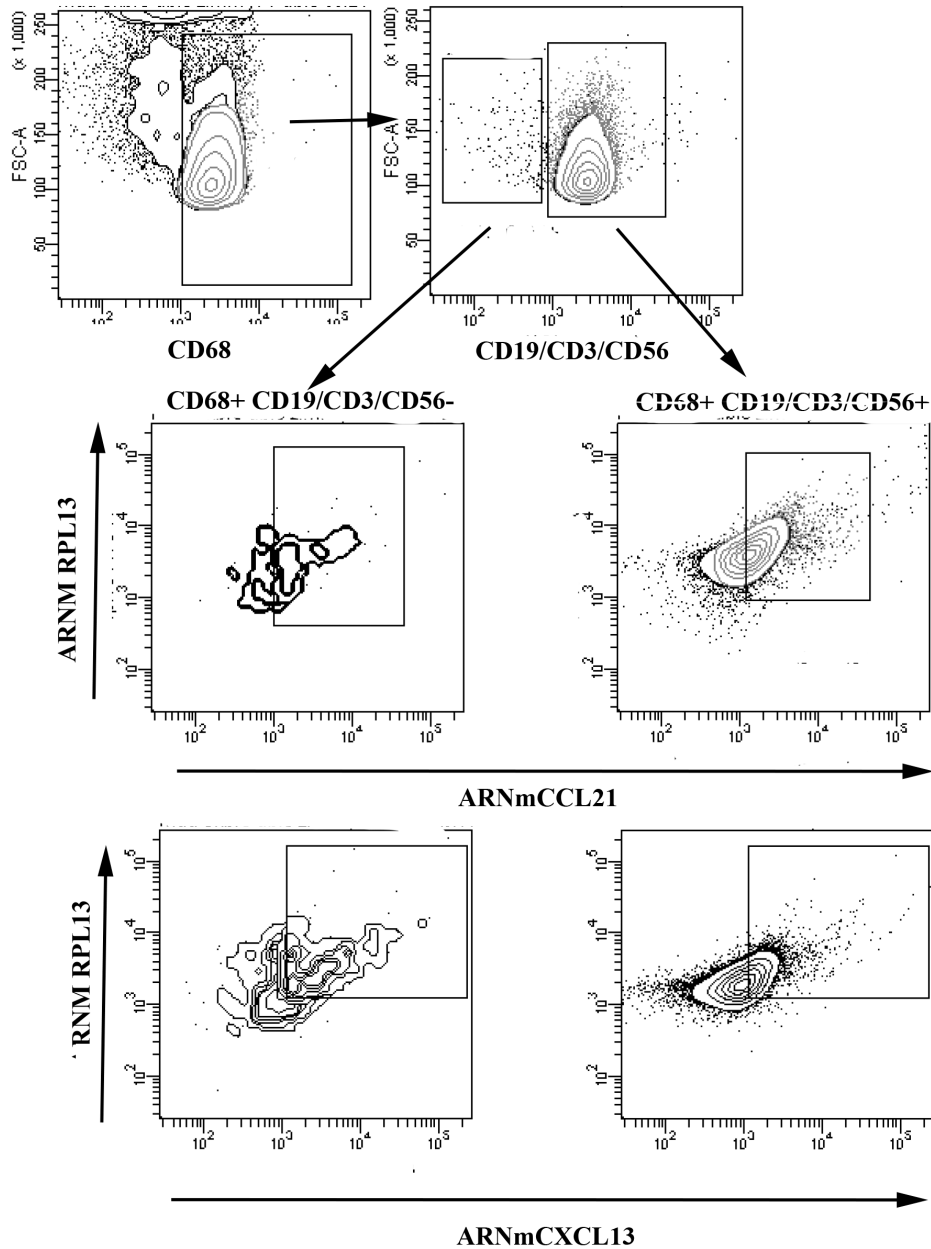 (x 1,000)
FSC-A
250
200
150
100
50
10² 10³ 10⁴ 10⁵
CD68
(x 1,000)
FSC-A
250
200
150
100
50
10² 10³ 10⁴ 10⁵
CD19/CD3/CD56
CD68+ CD19/CD3/CD56-
CD68+ CD19/CD3/CD56+
ARNM RPL13
10⁵
10⁴
10³
10²
10² 10³ 10⁴ 10⁵
10⁵
10⁴
10³
10²
10² 10³ 10⁴ 10⁵
ARNmCCL21
RNM RPL13
10⁵
10⁴
10³
10²
10² 10³ 10⁴ 10⁵
10⁵
10⁴
10³
10²
10² 10³ 10⁴ 10⁵
ARNmCXCL13